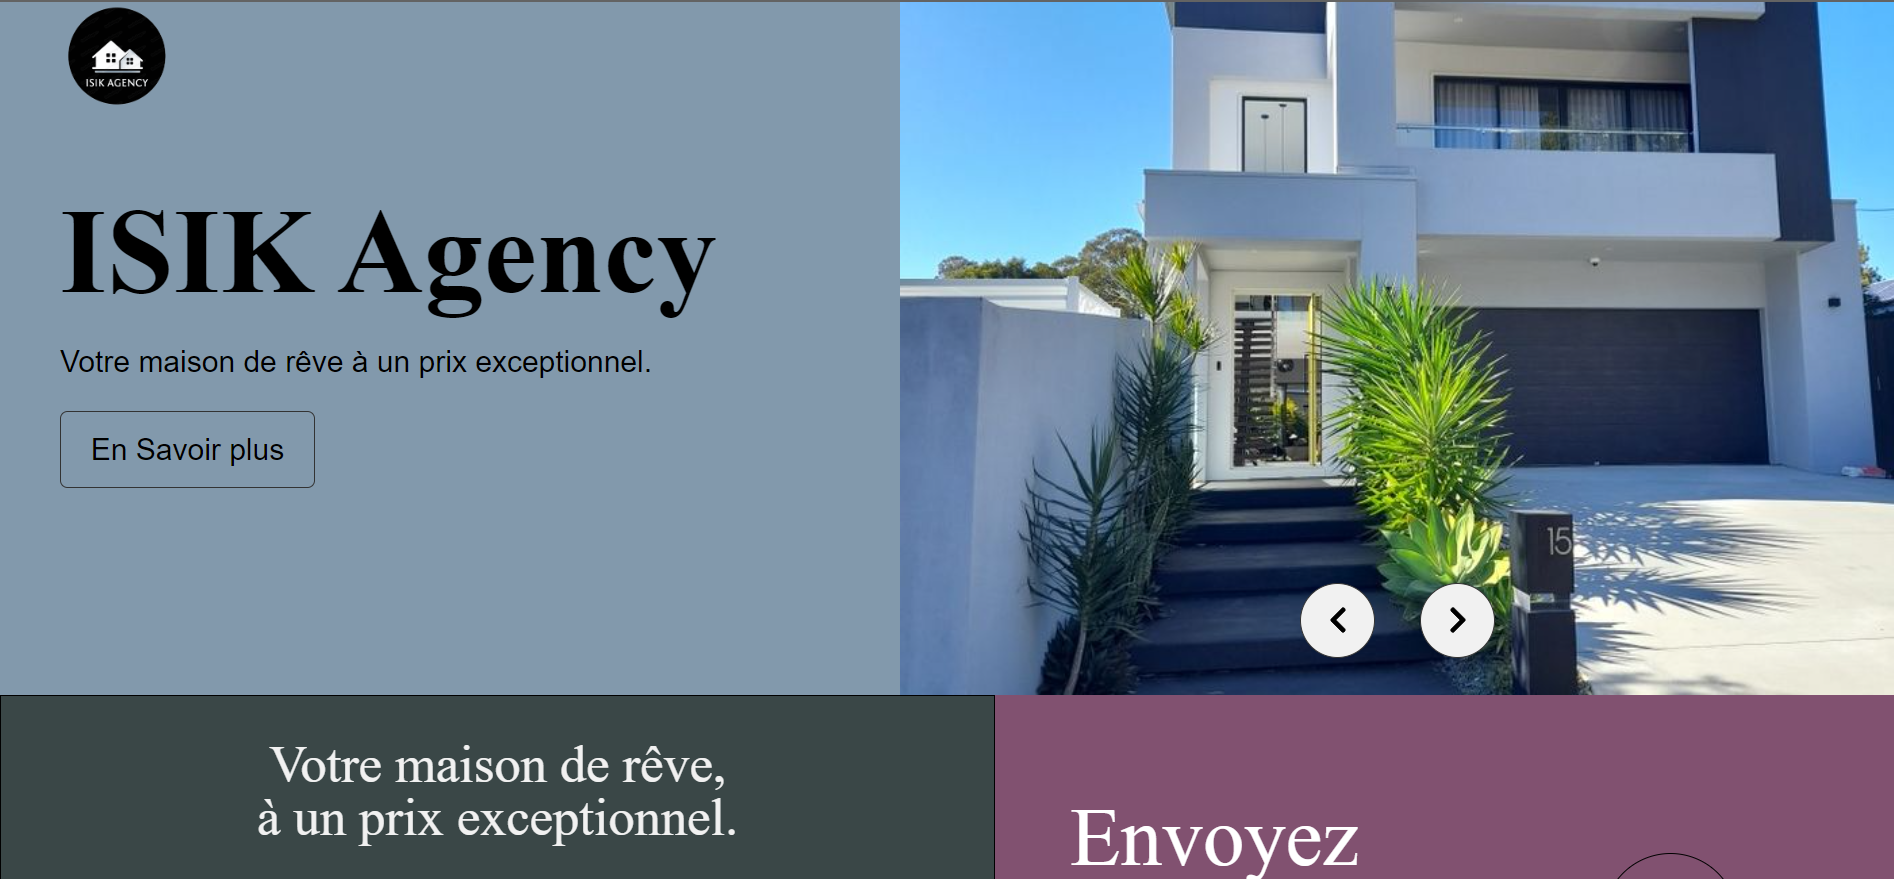 ISIK AGENCY
ISIK Agency
Votre maison de rêve à un prix exceptionnel.
En Savoir plus
15
Votre maison de rêve,
à un prix exceptionnel.
Envoyez